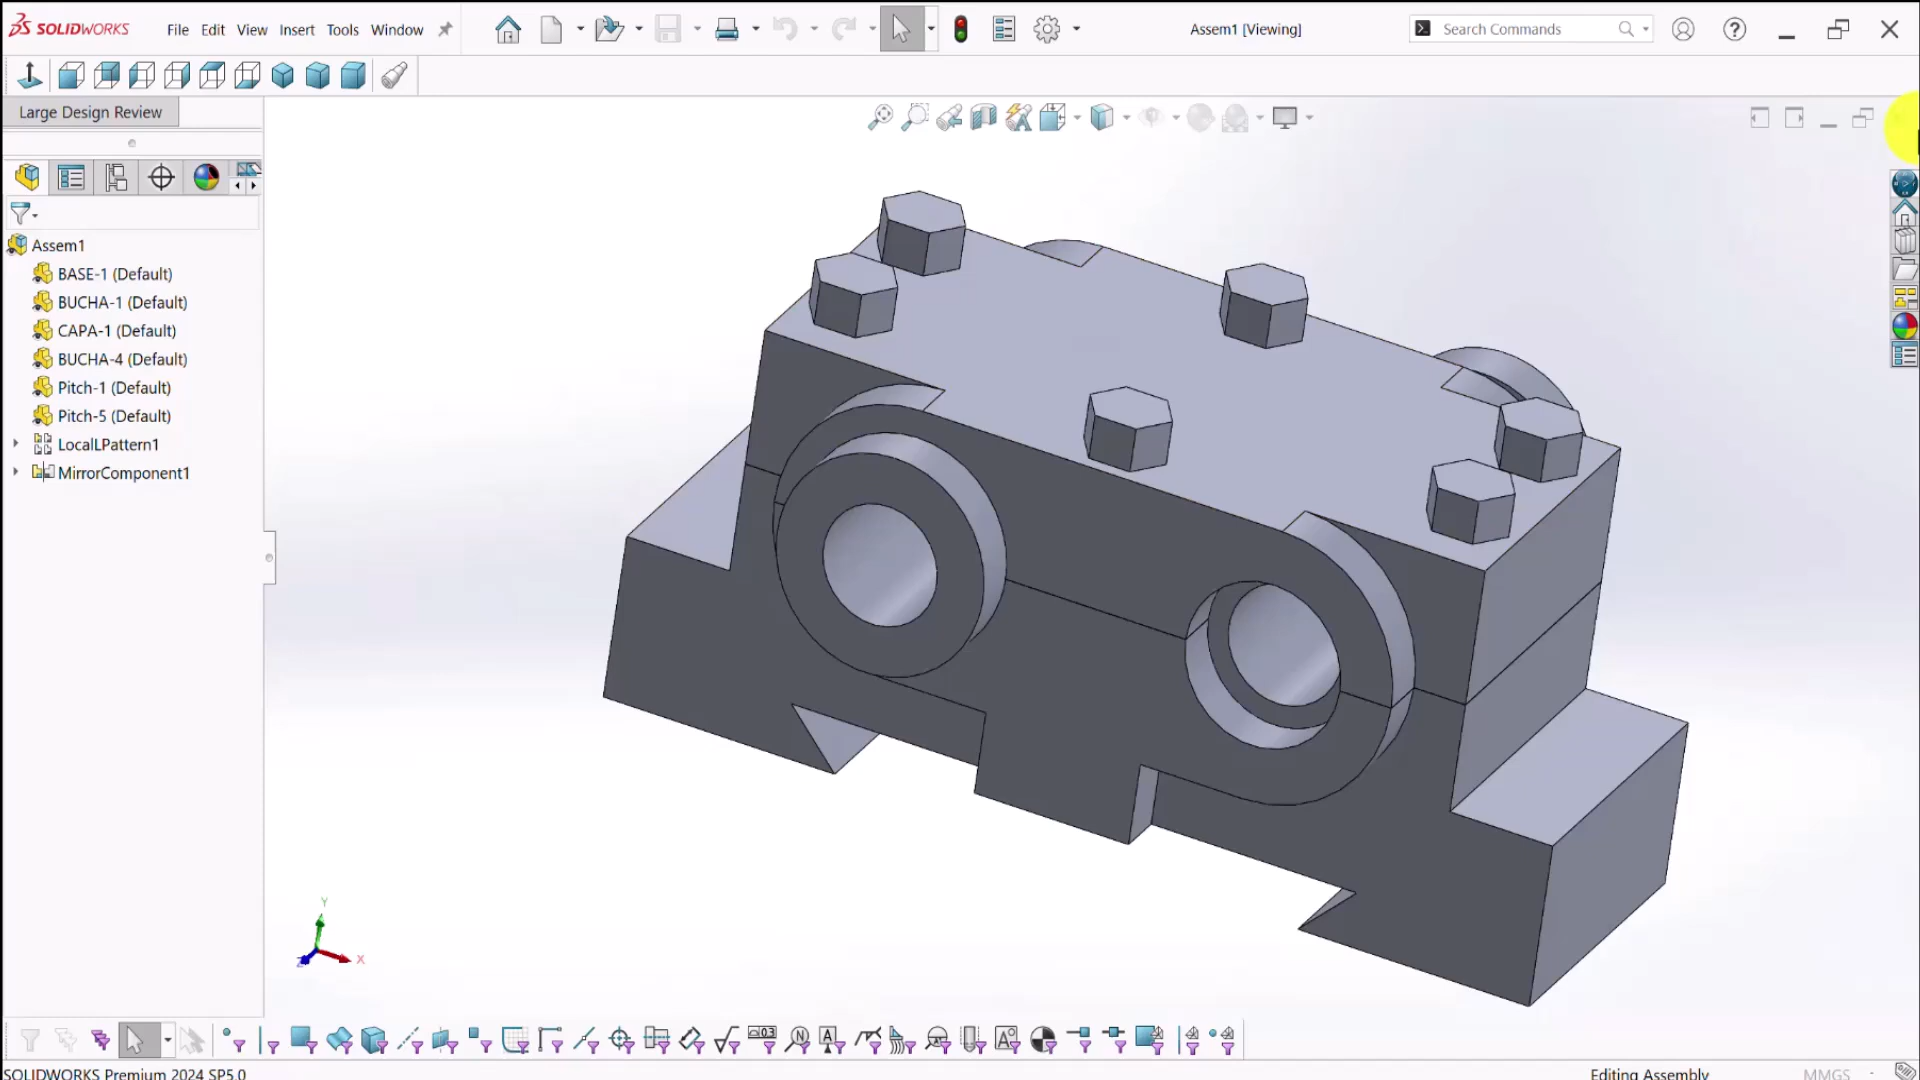 SOLIDWORKS File Edit View Insert Tools Window Assem1 [Viewing] Search Commands
Large Design Review
Assem1
BASE-1 (Default)
BUCHA-1 (Default)
CAPA-1 (Default)
BUCHA-4 (Default)
Pitch-1 (Default)
Pitch-5 (Default)
LocalLPattern1
MirrorComponent1
Y
X
SOLIDWORKS Premium 2024 SP5.0 Editing Assembly MMGS